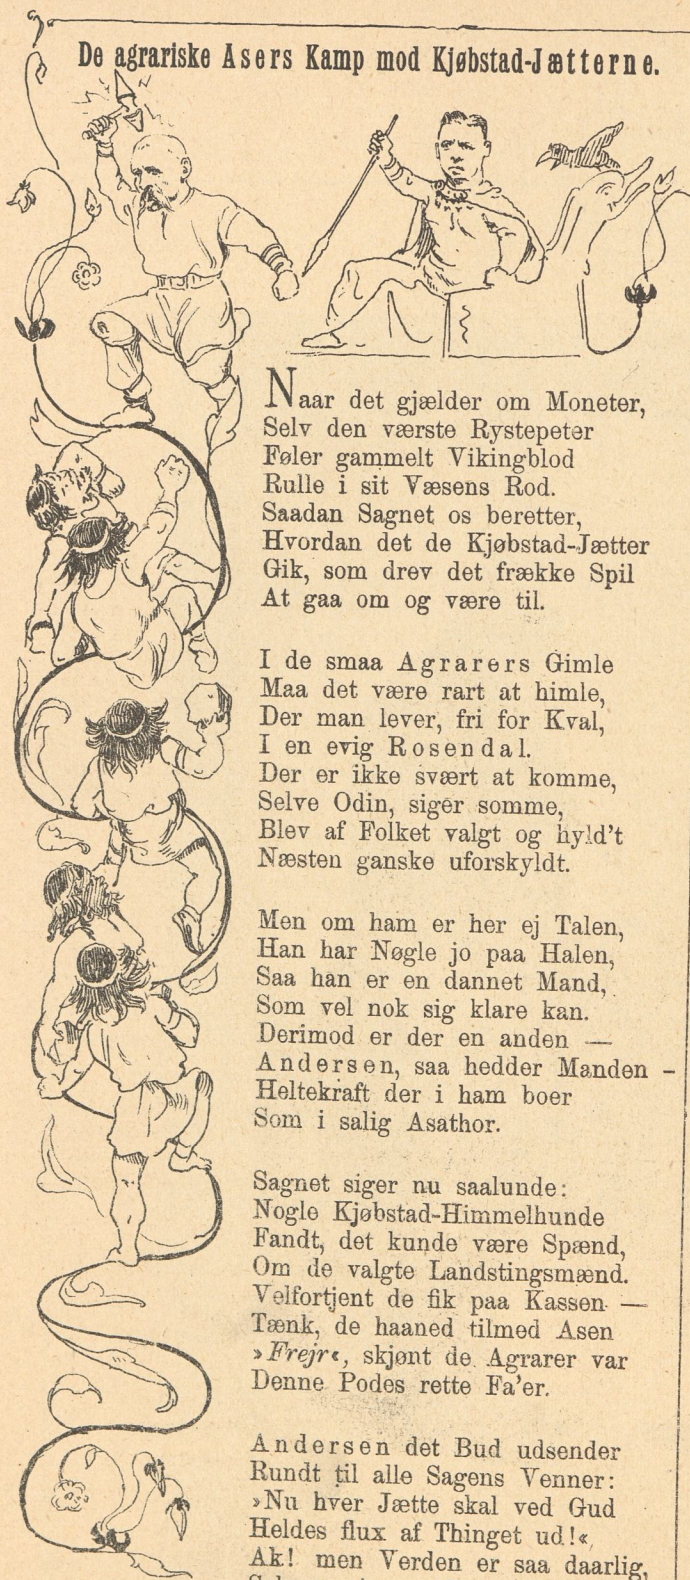 De agrariske Asers Kamp mod Kjøbstad-Jætterne.
Naar det gjælder om Moneter,
Selv den værste Rystepeter
Føler gammelt Vikingblod
Rulle i sit Væsens Rod.
Saadan Sagnet os beretter,
Hvordan det de Kjøbstad-Jætter
Gik, som drev det frække Spil
At gaa om og være til.
I de smaa Agrarers Gimle
Maa det være rart at himle,
Der man lever, fri for Kval,
I en evig Rosendal.
Der er ikke svært at komme,
Selve Odin, siger somme,
Blev af Folket valgt og hyld't
Næsten ganske uforskyldt.
Men om ham er her ej Talen,
Han har Nøgle jo paa Halen,
Saa han er en dannet Mand,
Som vel nok sig klare kan.
Derimod er der en anden —
Andersen, saa hedder Manden –
Heltekraft der i ham boer
Som i salig Asathor.
Sagnet siger nu saalunde:
Nogle Kjøbstad-Himmelhunde
Fandt, det kunde være Spænd,
Om de valgte Landstingsmænd.
Velfortjent de fik paa Kassen —
Tænk, de haaned tilmed Asen
»Frejr«, skjønt de Agrarer var
Denne Podes rette Fa'er.
Andersen det Bud udsender
Rundt til alle Sagens Venner:
»Nu hver Jætte skal ved Gud
Heldes flux af Thinget ud!«
Ak! men Verden er saa daarlig,